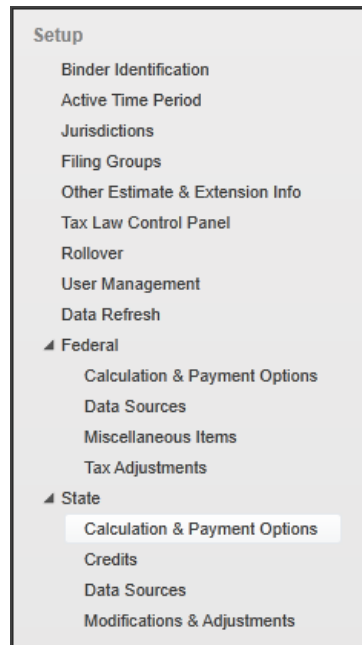 Setup
Binder Identification
Active Time Period
Jurisdictions
Filing Groups
Other Estimate & Extension Info
Tax Law Control Panel
Rollover
User Management
Data Refresh
Federal
Calculation & Payment Options
Data Sources
Miscellaneous Items
Tax Adjustments
State
Calculation & Payment Options
Credits
Data Sources
Modifications & Adjustments